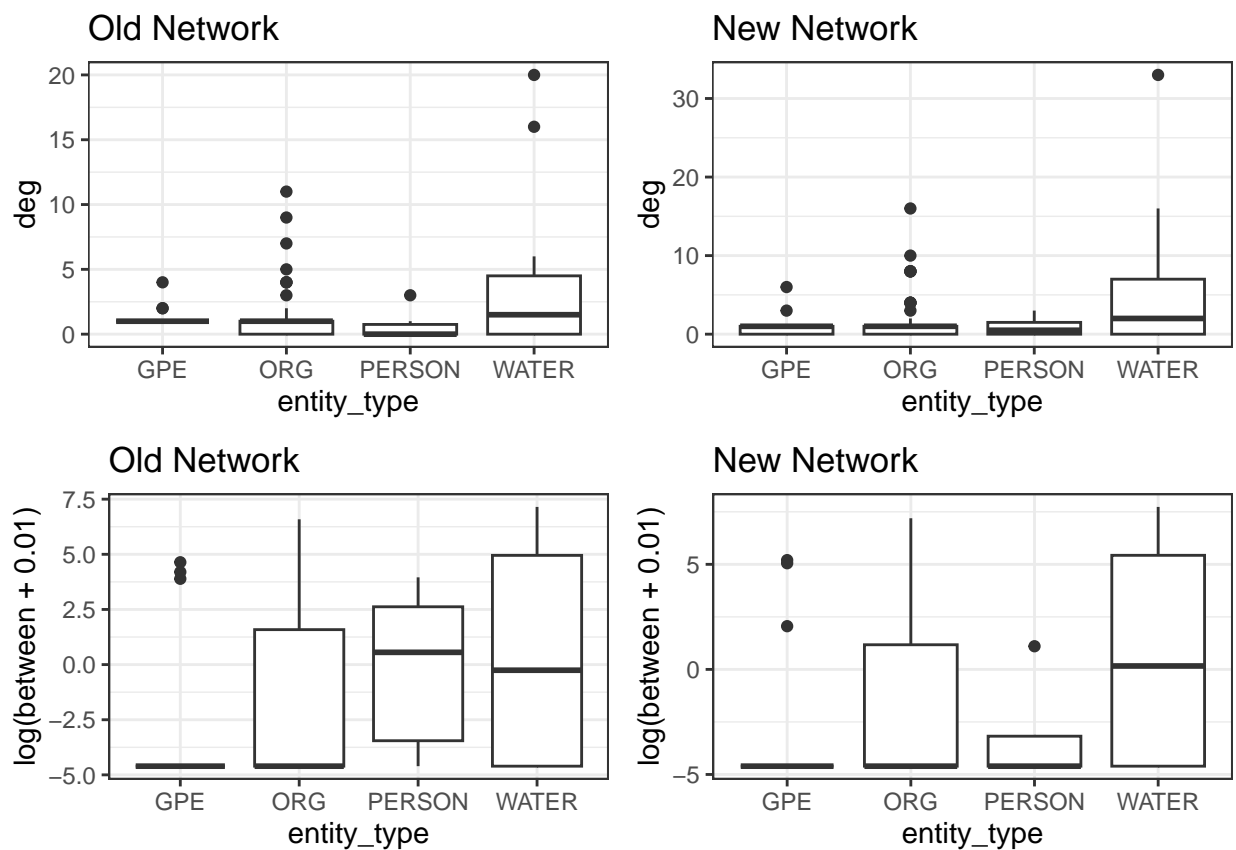 Old Network
New Network
deg
20
15
10
5
0
GPE ORG PERSON WATER
entity_type
deg
30
20
10
0
GPE ORG PERSON WATER
entity_type
Old Network
New Network
log(between + 0.01)
7.5
5.0
2.5
0.0
−2.5
−5.0
GPE ORG PERSON WATER
entity_type
log(between + 0.01)
5
0
−5
GPE ORG PERSON WATER
entity_type